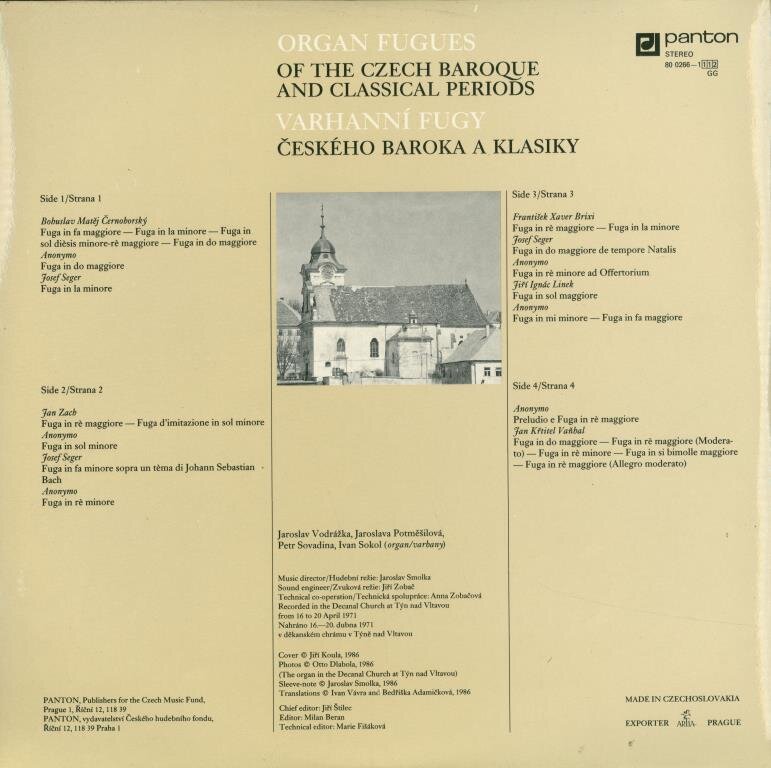 ORGAN FUGUES
OF THE CZECH BAROQUE
AND CLASSICAL PERIODS
VARHANNÍ FUGY
ČESKÉHO BAROKA A KLASIKY
panton
STEREO
80 0266—1112
GG
Side 1/Strana 1
Bohuslav Matěj Černohorský
Fuga in fa maggiore — Fuga in la minore — Fuga in
sol dièsis minore-rè maggiore — Fuga in do maggiore
Anonymo
Fuga in do maggiore
Josef Seger
Fuga in la minore
Side 2/Strana 2
Jan Zach
Fuga in rè maggiore — Fuga d'imitazione in sol minore
Anonymo
Fuga in sol minore
Josef Seger
Fuga in fa minore sopra un tèma di Johann Sebastian
Bach
Anonymo
Fuga in rè minore
PANTON, Publishers for the Czech Music Fund,
Prague 1, Říční 12, 118 39
PANTON, vydavatelství Českého hudebního fondu,
Říční 12, 118 39 Praha 1
Jaroslav Vodrážka, Jaroslava Potměšilová,
Petr Sovadina, Ivan Sokol (organ/varhany)
Music director/Hudební režie: Jaroslav Smolka
Sound engineer/Zvuková režie: Jiří Zobač
Technical co-operation/Technická spolupráce: Anna Zobačová
Recorded in the Decanal Church at Týn nad Vltavou
from 16 to 20 April 1971
Nahráno 16.—20. dubna 1971
v děkanském chrámu v Týně nad Vltavou
Cover © Jiří Koula, 1986
Photos © Otto Dlabola, 1986
(The organ in the Decanal Church at Týn nad Vltavou)
Sleeve-note © Jaroslav Smolka, 1986
Translations © Ivan Vávra and Bedřiška Adamičková, 1986
Chief editor: Jiří Štilec
Editor: Milan Beran
Technical editor: Marie Fišáková
Side 3/Strana 3
František Xaver Brixi
Fuga in rè maggiore — Fuga in la minore
Josef Seger
Fuga in do maggiore de tempore Natalis
Anonymo
Fuga in rè minore ad Offertorium
Jiří Ignác Linek
Fuga in sol maggiore
Anonymo
Fuga in mi minore — Fuga in fa maggiore
Side 4/Strana 4
Anonymo
Preludio e Fuga in rè maggiore
Jan Křtitel Vaňhal
Fuga in do maggiore — Fuga in rè maggiore (Modera-
to) — Fuga in rè minore — Fuga in si bimolle maggiore
— Fuga in rè maggiore (Allegro moderato)
MADE IN CZECHOSLOVAKIA
EXPORTER ARTIA PRAGUE